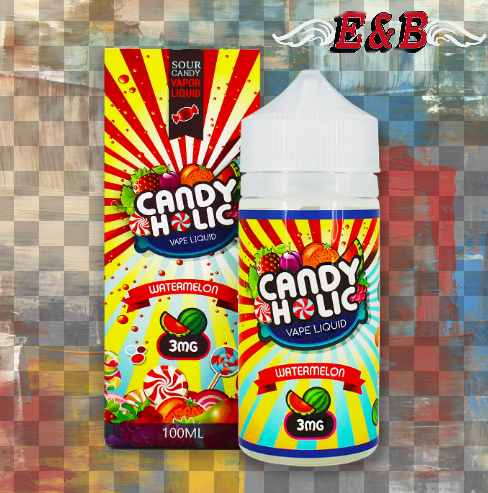 E&B
SOUR
CANDY
VAPOR
LIQUID
CANDY
HOLIC
VAPE LIQUID
WATERMELON
3MG
100ML
CANDY
HOLIC
VAPE LIQUID
WATERMELON
3MG